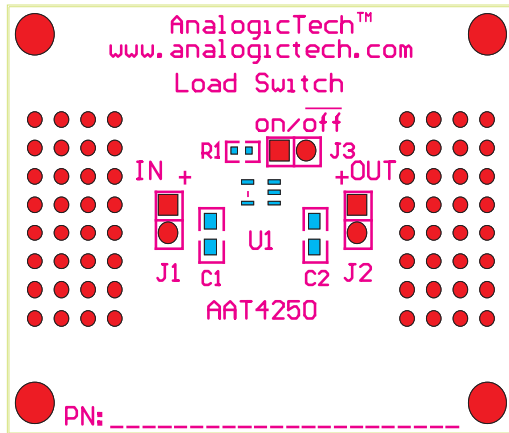 AnalogicTech™
www.analogictech.com
Load Switch
on/off
R1 J3
IN + +OUT
U1
J1 C1 C2 J2
AAT4250
PN:______________________